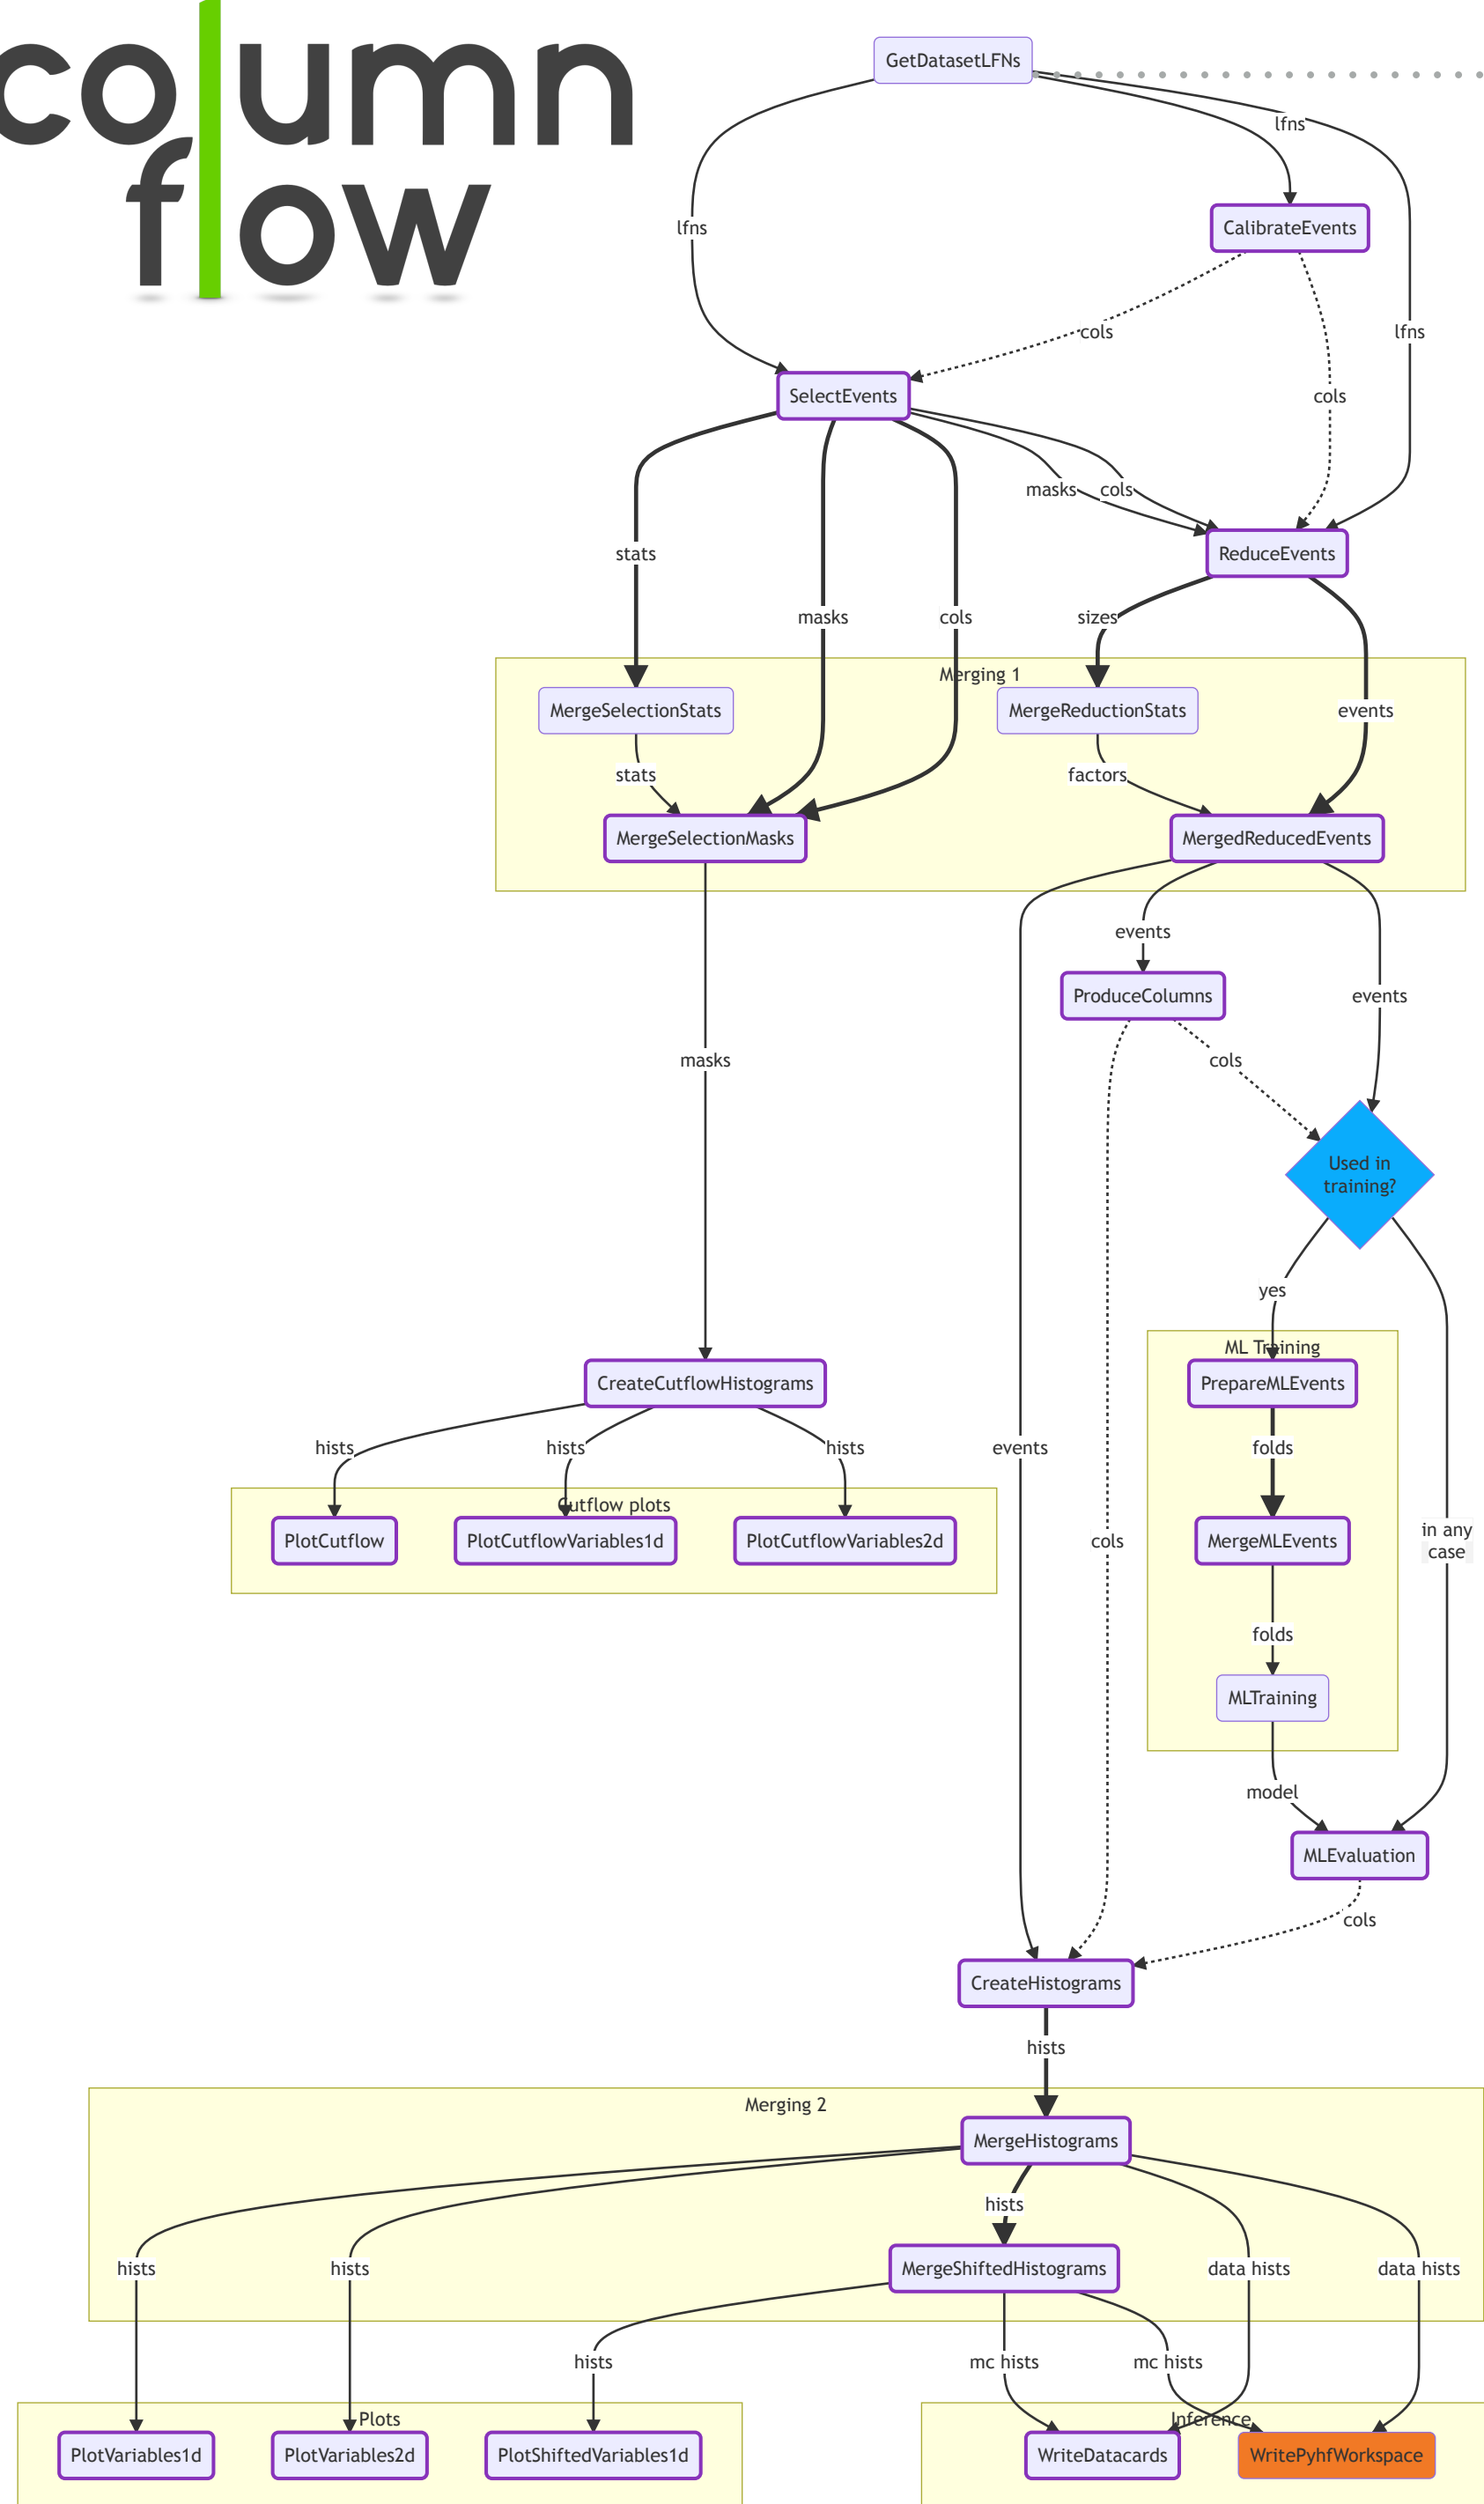 column
flow
GetDatasetLFNs
lfns
lfns
CalibrateEvents
cols
lfns
SelectEvents
cols
masks
cols
stats
ReduceEvents
masks
cols
sizes
Merging 1
MergeSelectionStats
MergeReductionStats
events
stats
factors
MergeSelectionMasks
MergedReducedEvents
events
ProduceColumns
events
masks
cols
Used in
training?
yes
ML Training
CreateCutflowHistograms
PrepareMLEvents
hists
hists
hists
events
folds
Cutflow plots
PlotCutflow
PlotCutflowVariables1d
PlotCutflowVariables2d
cols
MergeMLEvents
in any
case
folds
MLTraining
model
MLEvaluation
cols
CreateHistograms
hists
Merging 2
MergeHistograms
hists
hists
hists
MergeShiftedHistograms
data hists
data hists
hists
mc hists
mc hists
Plots
Inference
PlotVariables1d
PlotVariables2d
PlotShiftedVariables1d
WriteDatacards
WritePyhfWorkspace